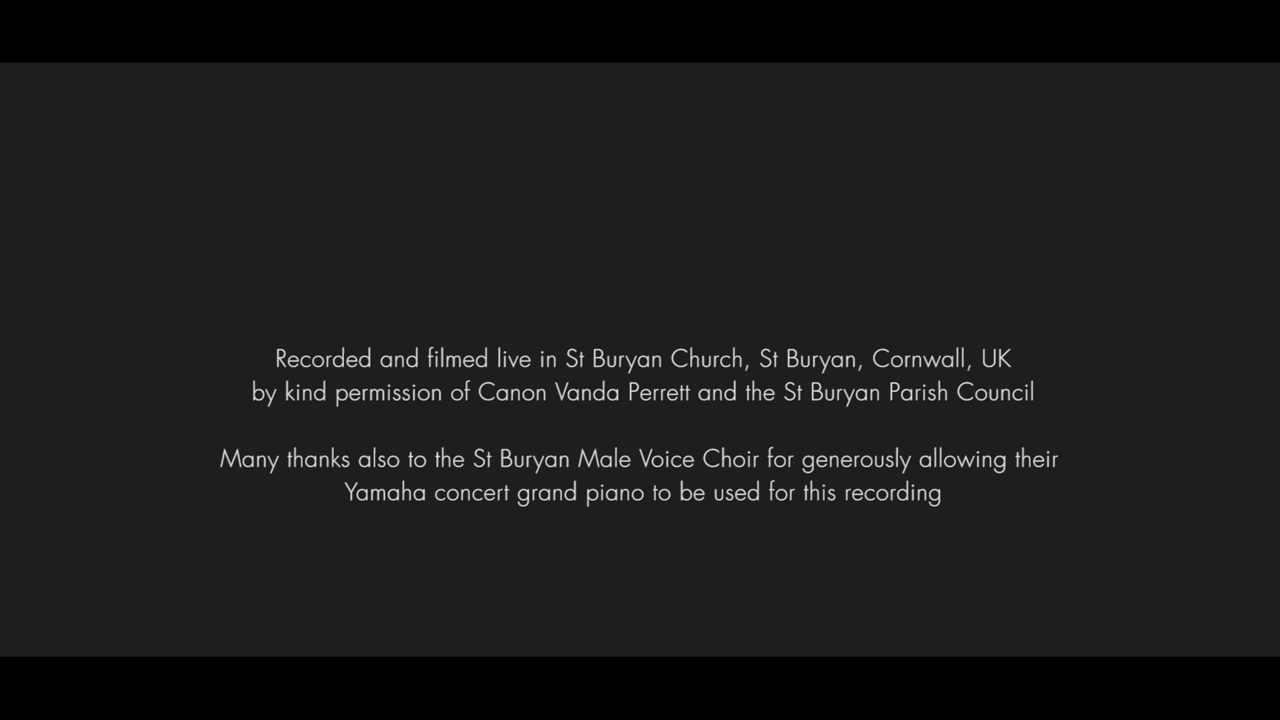 Recorded and filmed live in St Buryan Church, St Buryan, Cornwall, UK
by kind permission of Canon Vanda Perrett and the St Buryan Parish Council
Many thanks also to the St Buryan Male Voice Choir for generously allowing their
Yamaha concert grand piano to be used for this recording